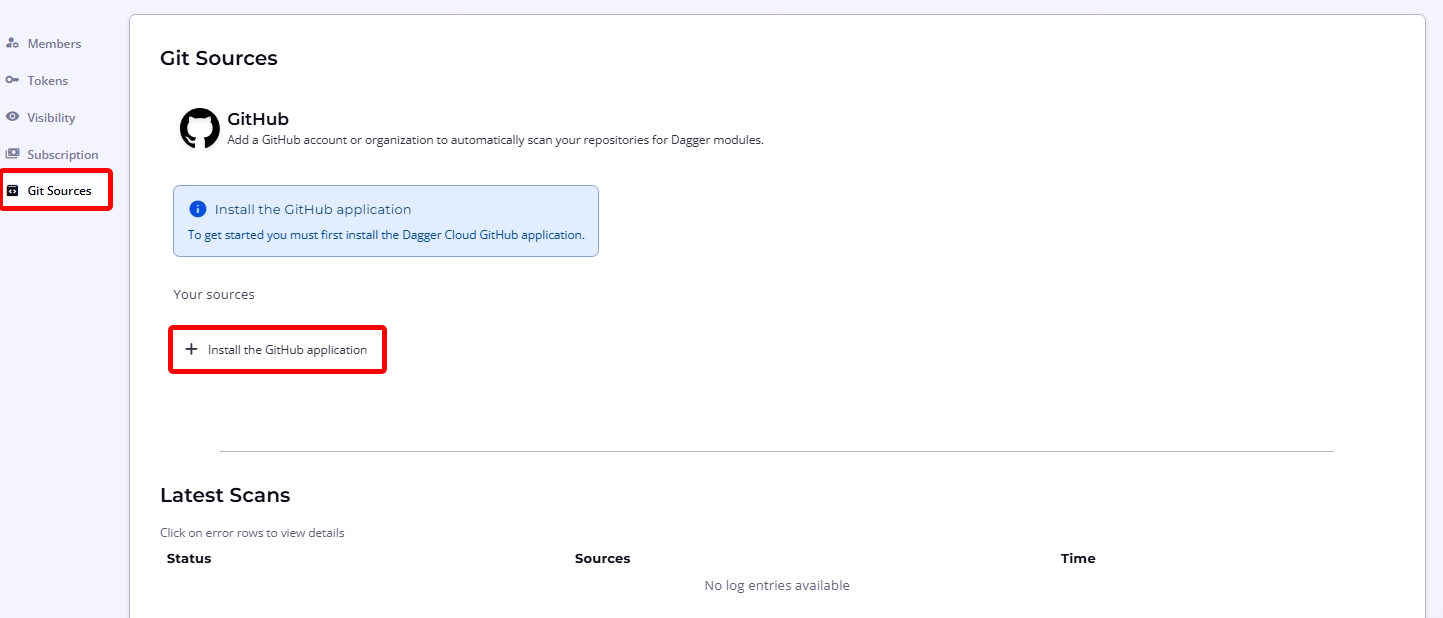 Members
Tokens
Visibility
Subscription
Git Sources
Git Sources
GitHub
Add a GitHub account or organization to automatically scan your repositories for Dagger modules.
Install the GitHub application
To get started you must first install the Dagger Cloud GitHub application.
Your sources
+ Install the GitHub application
Latest Scans
Click on error rows to view details
Status Sources Time
No log entries available